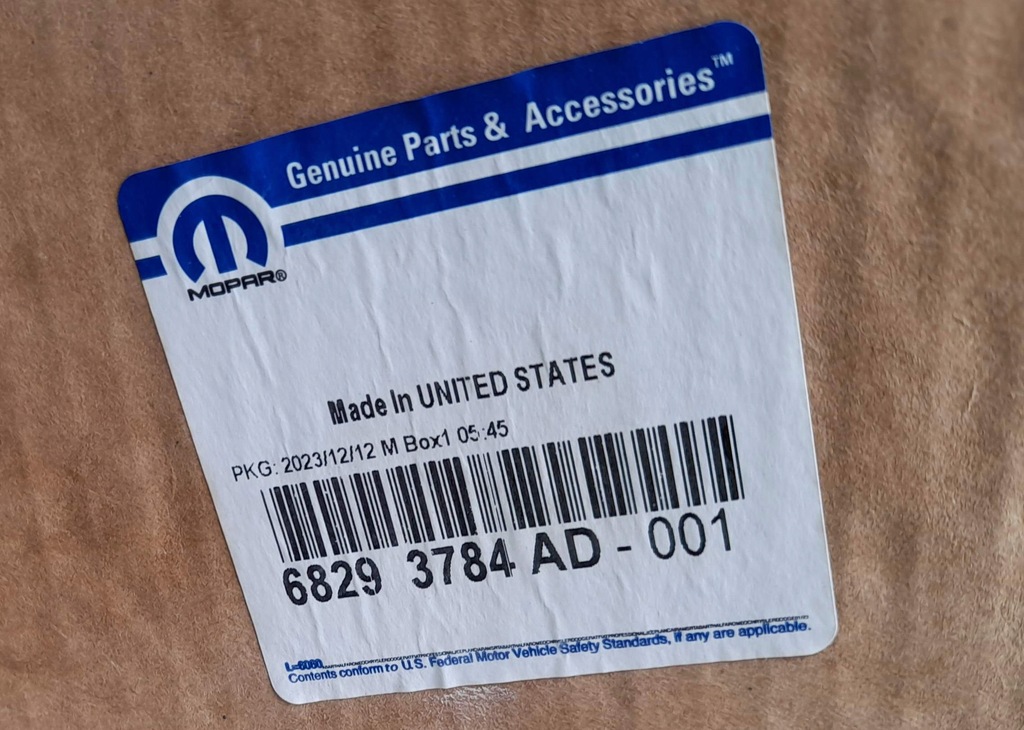 Genuine Parts & Accessories™
MOPAR®
Made In UNITED STATES
PKG: 2023/12/12 M Box1 05:45
6829 3784 AD - 001
L=6060
Contents conform to U.S. Federal Motor Vehicle Safety Standards, if any are applicable.